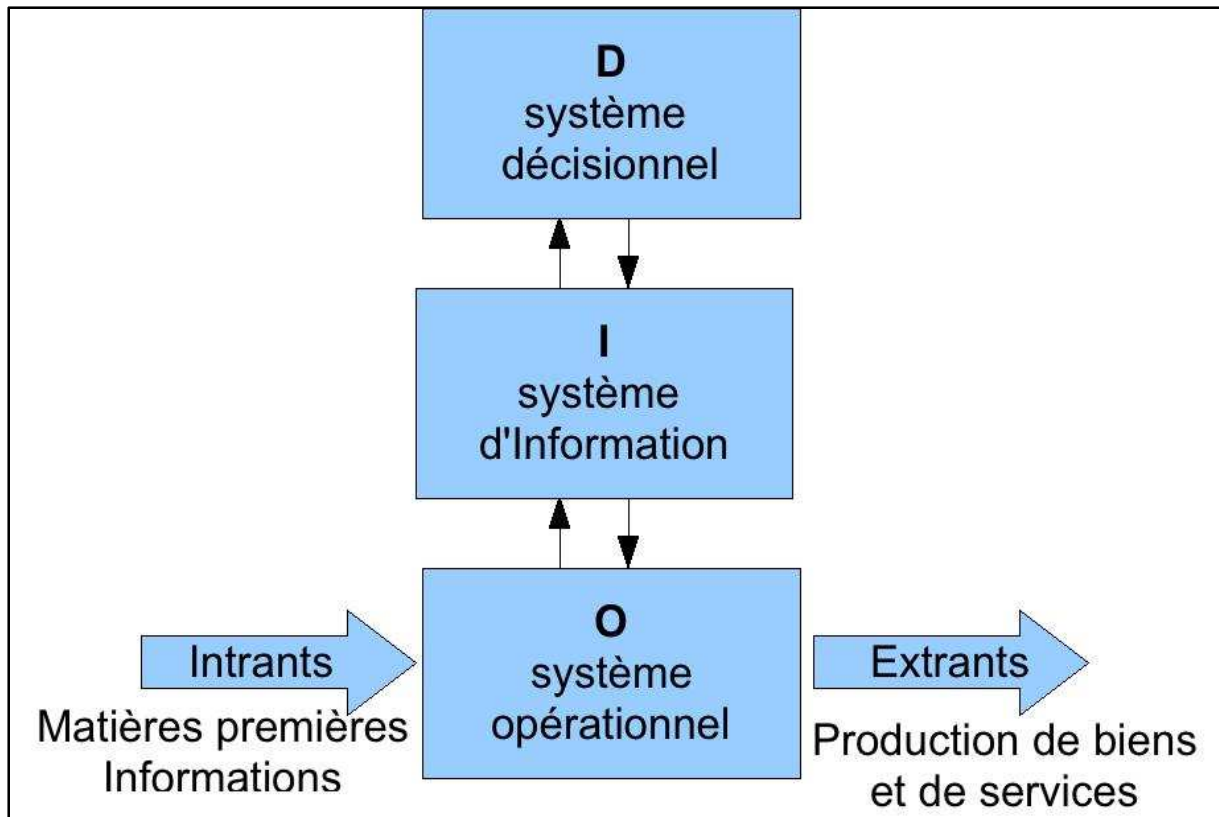 D
système
décisionnel
I
système
d'Information
O
système
opérationnel
Intrants
Matières premières
Informations
Extrants
Production de biens
et de services